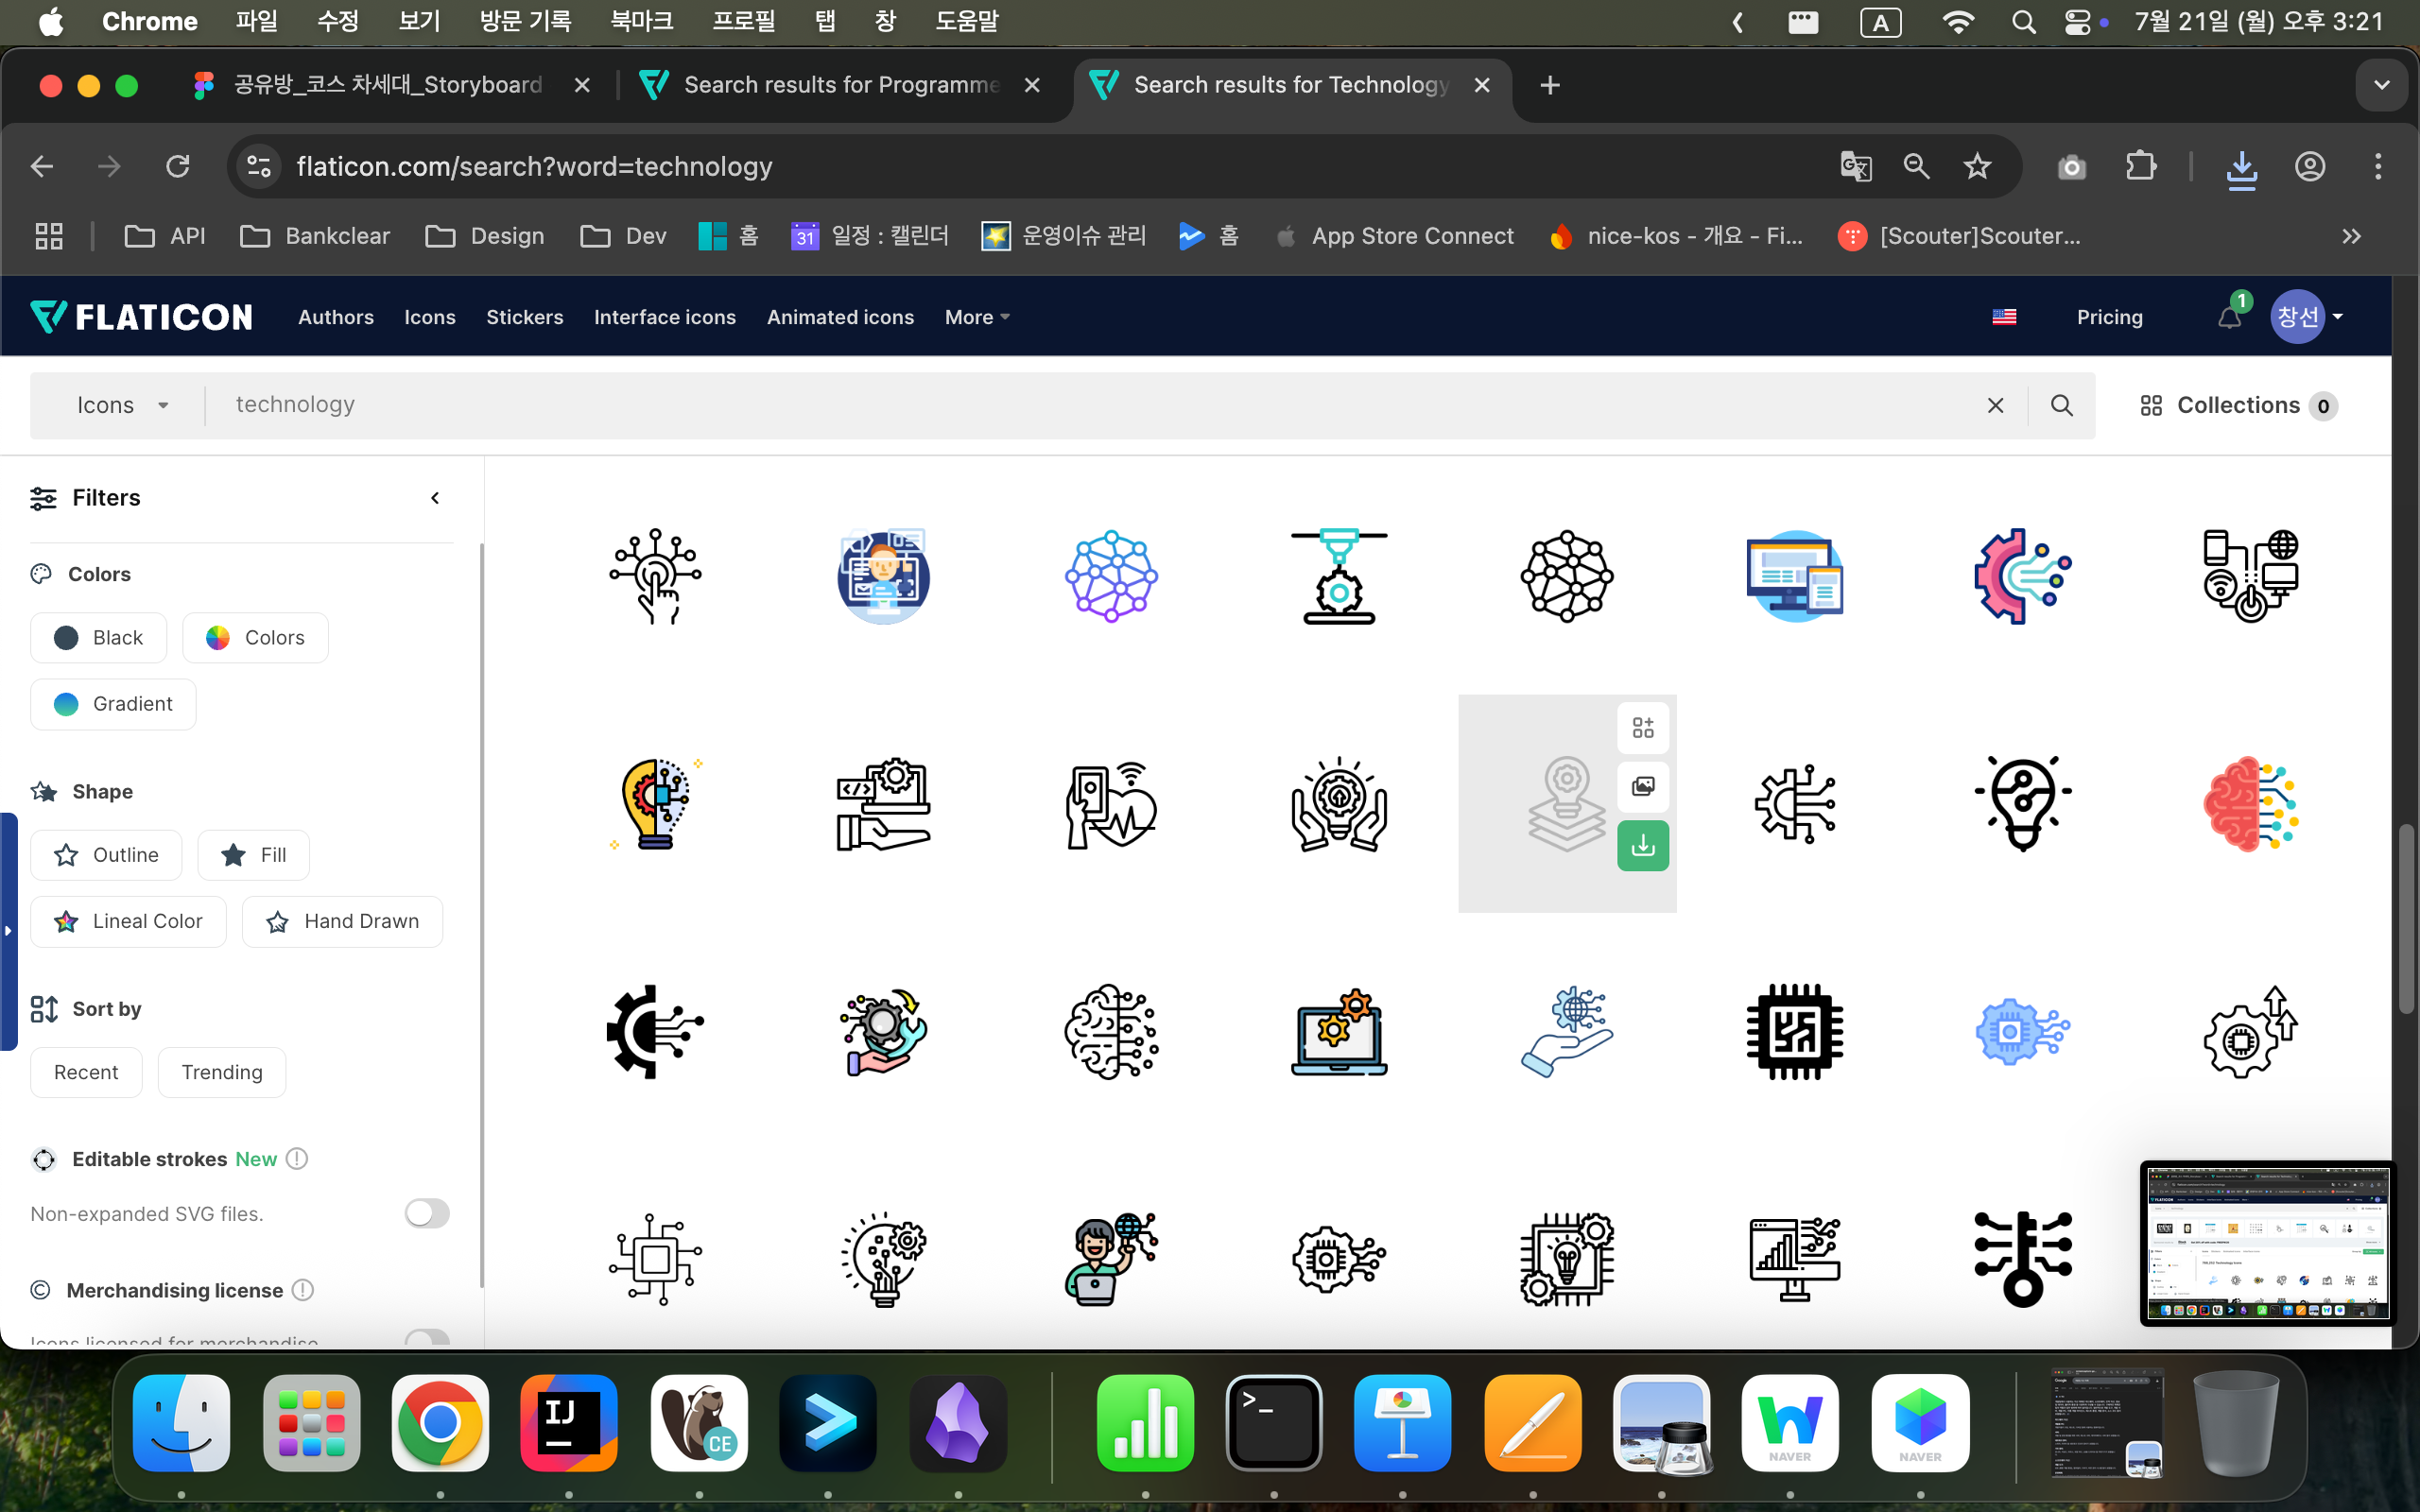 Chrome 파일 수정 보기 방문 기록 북마크 프로필 탭 창 도움말 A 7월 21일 (월) 오후 3:21
공유방_코스 차세대_Storyboard Search results for Programme Search results for Technology
flaticon.com/search?word=technology
API Bankclear Design Dev 홈 31 일정 : 캘린더 운영이슈 관리 홈 App Store Connect nice-kos - 개요 - Fi... [Scouter]Scouter...
FLATICON Authors Icons Stickers Interface icons Animated icons More Pricing 1 창선
Icons technology Collections 0
Filters
Colors
Black Colors
Gradient
Shape
Outline Fill
Lineal Color Hand Drawn
Sort by
Recent Trending
Editable strokes New
Non-expanded SVG files.
Merchandising license
Icons licensed for merchandise
IJ CE >_ NAVER NAVER